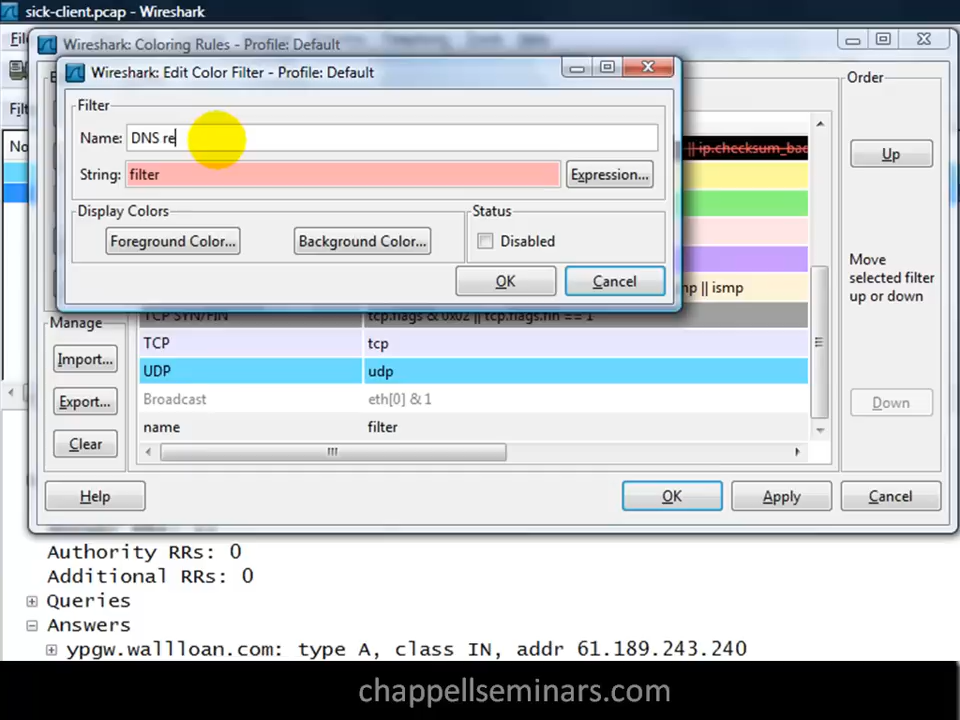 sick-client.pcap - Wireshark
Wireshark: Coloring Rules - Profile: Default
Wireshark: Edit Color Filter - Profile: Default
Order
Filter
Name: DNS re
|| ip.checksum_bad
String: filter
Expression...
Up
Display Colors
Status
Foreground Color...
Background Color...
Disabled
Move
selected filter
up or down
OK
Cancel
mp || ismp
Manage
TCP SYN/FIN
tcp.flags & 0x02 || tcp.flags.fin == 1
TCP
tcp
Import...
UDP
udp
Export...
Broadcast
eth[0] & 1
Down
name
filter
Clear
Help
OK
Apply
Cancel
Authority RRs: 0
Additional RRs: 0
Queries
Answers
ypgw.wallloan.com: type A, class IN, addr 61.189.243.240
chappellseminars.com